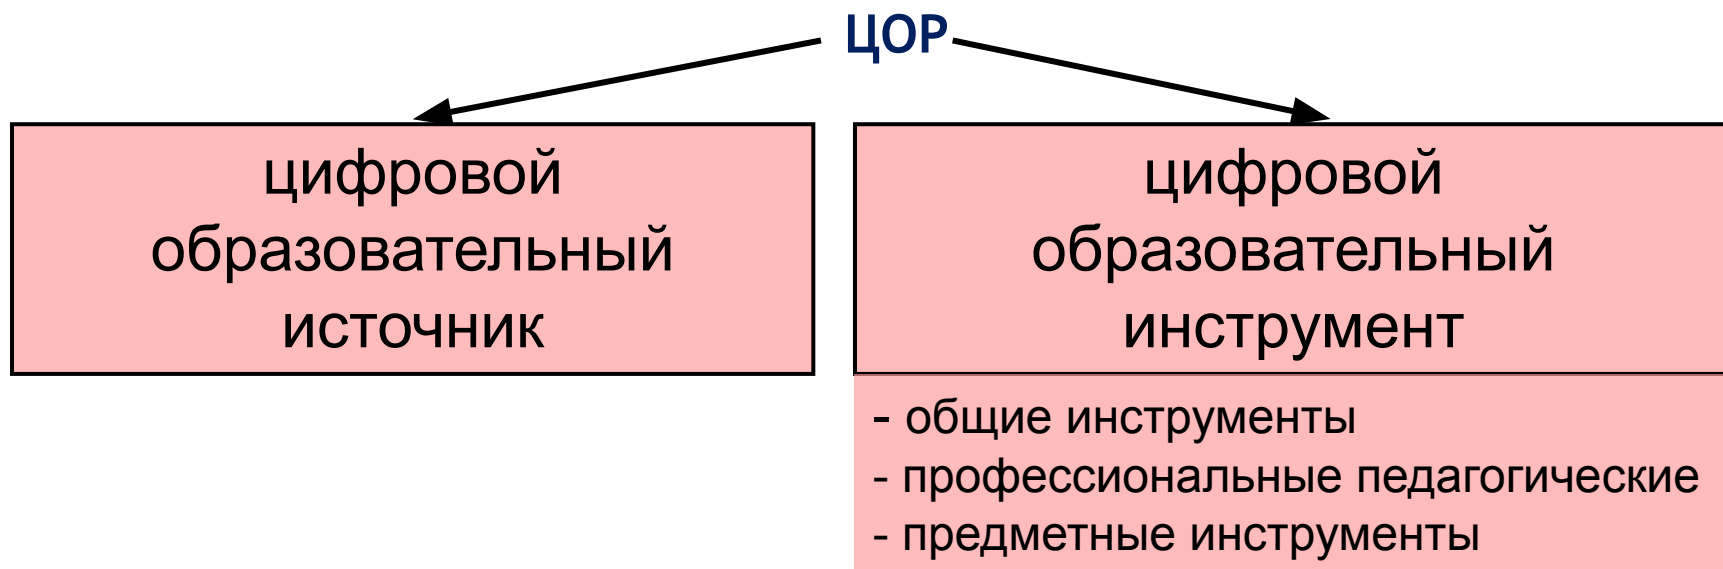 ЦОР
цифровой
образовательный
источник
цифровой
образовательный
инструмент
- общие инструменты
- профессиональные педагогические
- предметные инструменты